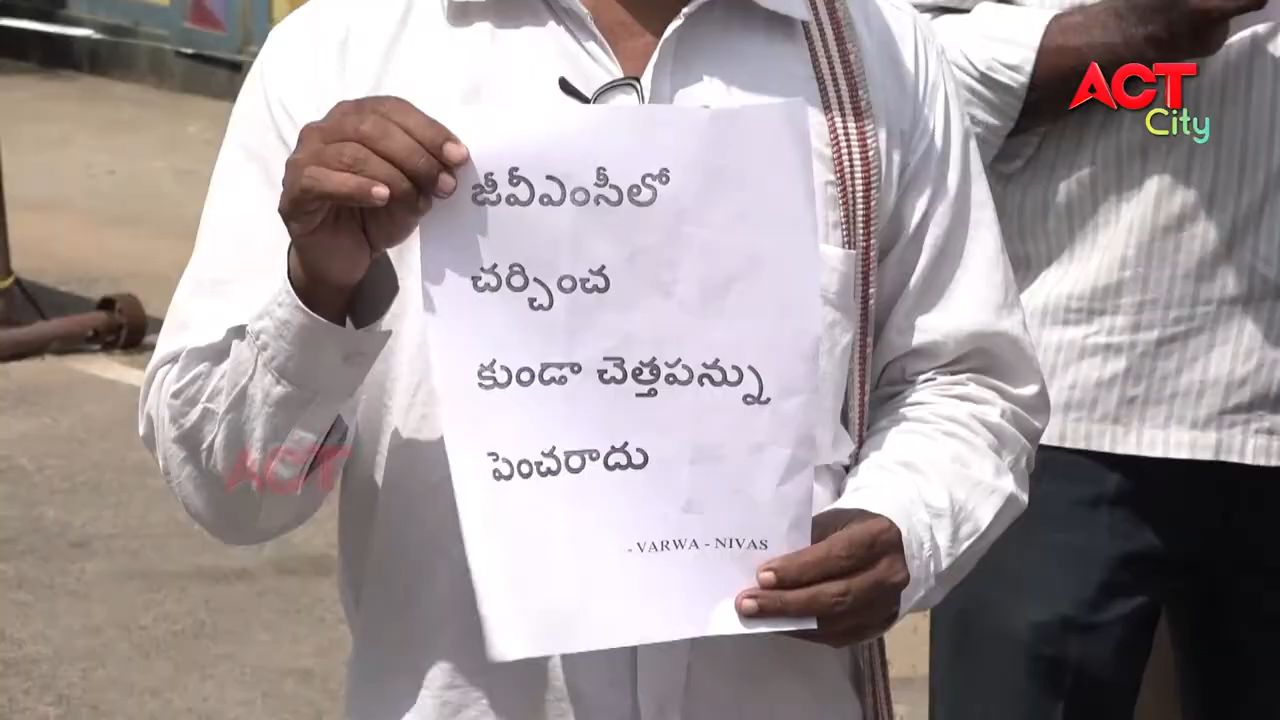 ACT
City
జీవీఎంసీలో
చర్చించ
కుండా చెత్తపన్ను
పెంచరాదు
- VARWA - NIVAS
ACT